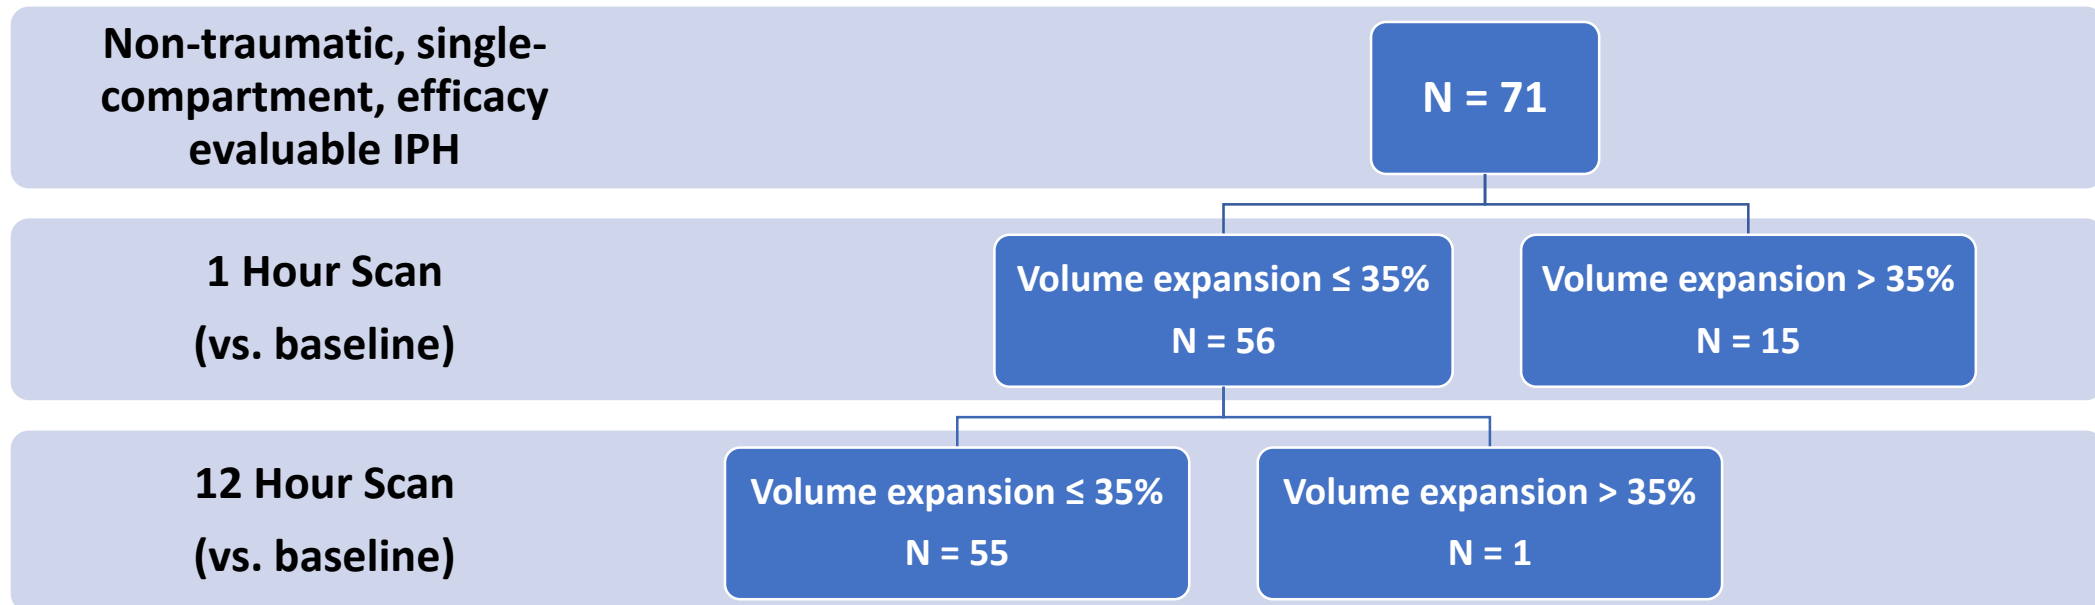 Non-traumatic, single-
compartment, efficacy
evaluable IPH
N = 71
1 Hour Scan
(vs. baseline)
Volume expansion ≤ 35%
N = 56
Volume expansion > 35%
N = 15
12 Hour Scan
(vs. baseline)
Volume expansion ≤ 35%
N = 55
Volume expansion > 35%
N = 1